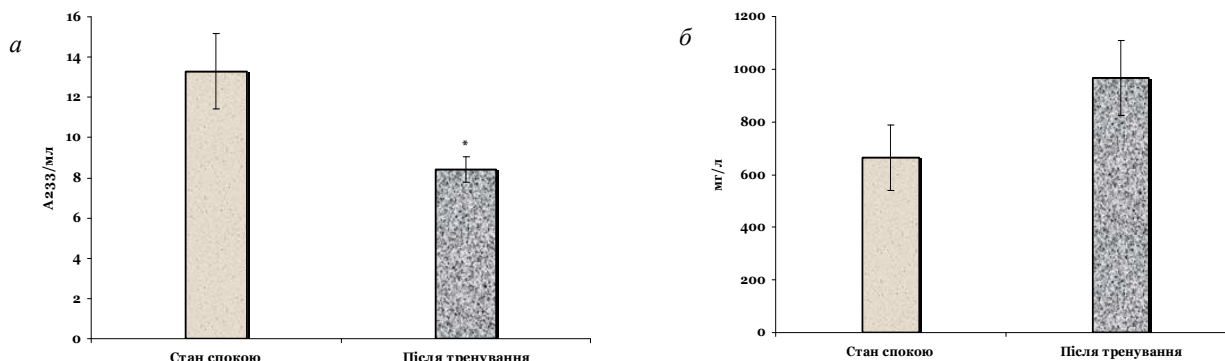 а
16
14
12
10
8
6
4
2
0
А233/мл
*
Стан спокою
Після тренування
б
1200
1000
800
600
400
200
0
мг/л
Стан спокою
Після тренування